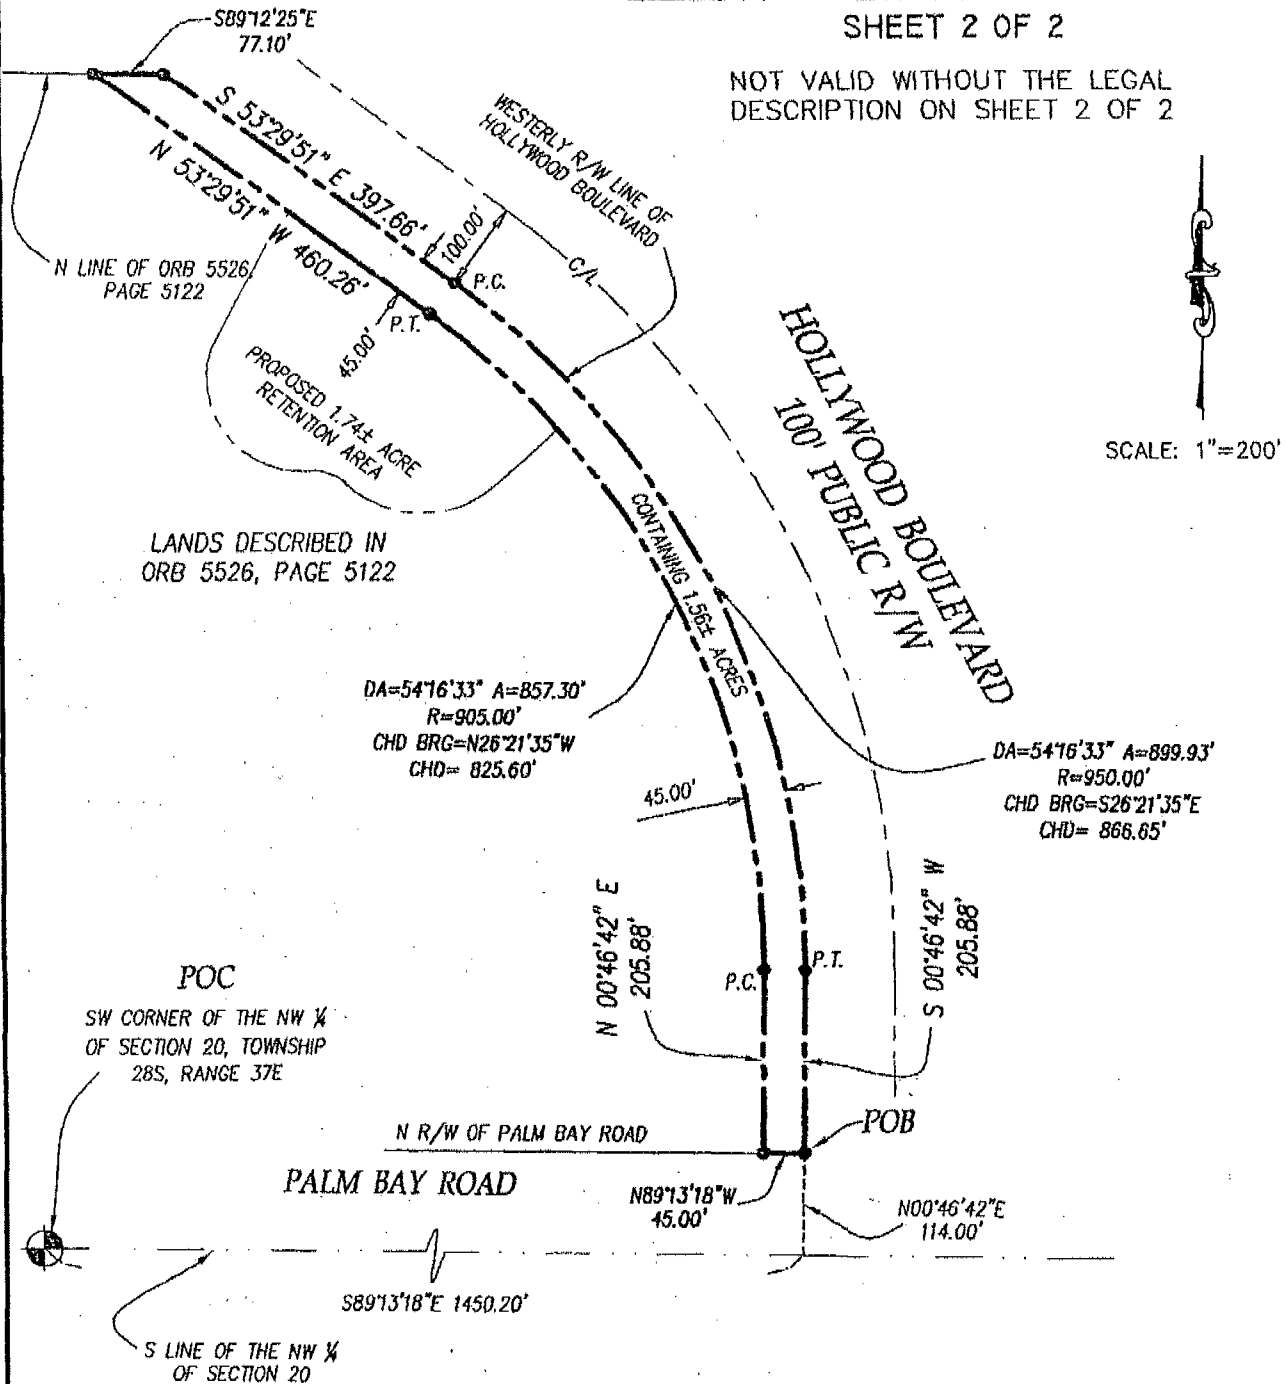 SHEET 2 OF 2
NOT VALID WITHOUT THE LEGAL
DESCRIPTION ON SHEET 2 OF 2
S89°12'25"E
77.10'
S 53°29'51" E 397.66'
N 53°29'51" W 460.26'
WESTERLY R/W LINE OF
HOLLYWOOD BOULEVARD
100.00'
P.C.
C/L
N LINE OF ORB 5526,
PAGE 5122
P.T.
45.00'
PROPOSED 1.74± ACRE
RETENTION AREA
HOLLYWOOD BOULEVARD
100' PUBLIC R/W
SCALE: 1"=200'
LANDS DESCRIBED IN
ORB 5526, PAGE 5122
CONTAINING 1.56± ACRES
DA=54°16'33" A=857.30'
R=905.00'
CHD BRG=N26°21'35"W
CHD= 825.60'
DA=54°16'33" A=899.93'
R=950.00'
CHD BRG=S26°21'35"E
CHD= 866.65'
45.00'
N 00°46'42" E
205.88'
S 00°46'42" W
205.88'
P.C.
P.T.
POC
SW CORNER OF THE NW ¼
OF SECTION 20, TOWNSHIP
28S, RANGE 37E
N R/W OF PALM BAY ROAD
POB
PALM BAY ROAD
N89°13'18"W
45.00'
N00°46'42"E
114.00'
S89°13'18"E 1450.20'
S LINE OF THE NW ¼
OF SECTION 20